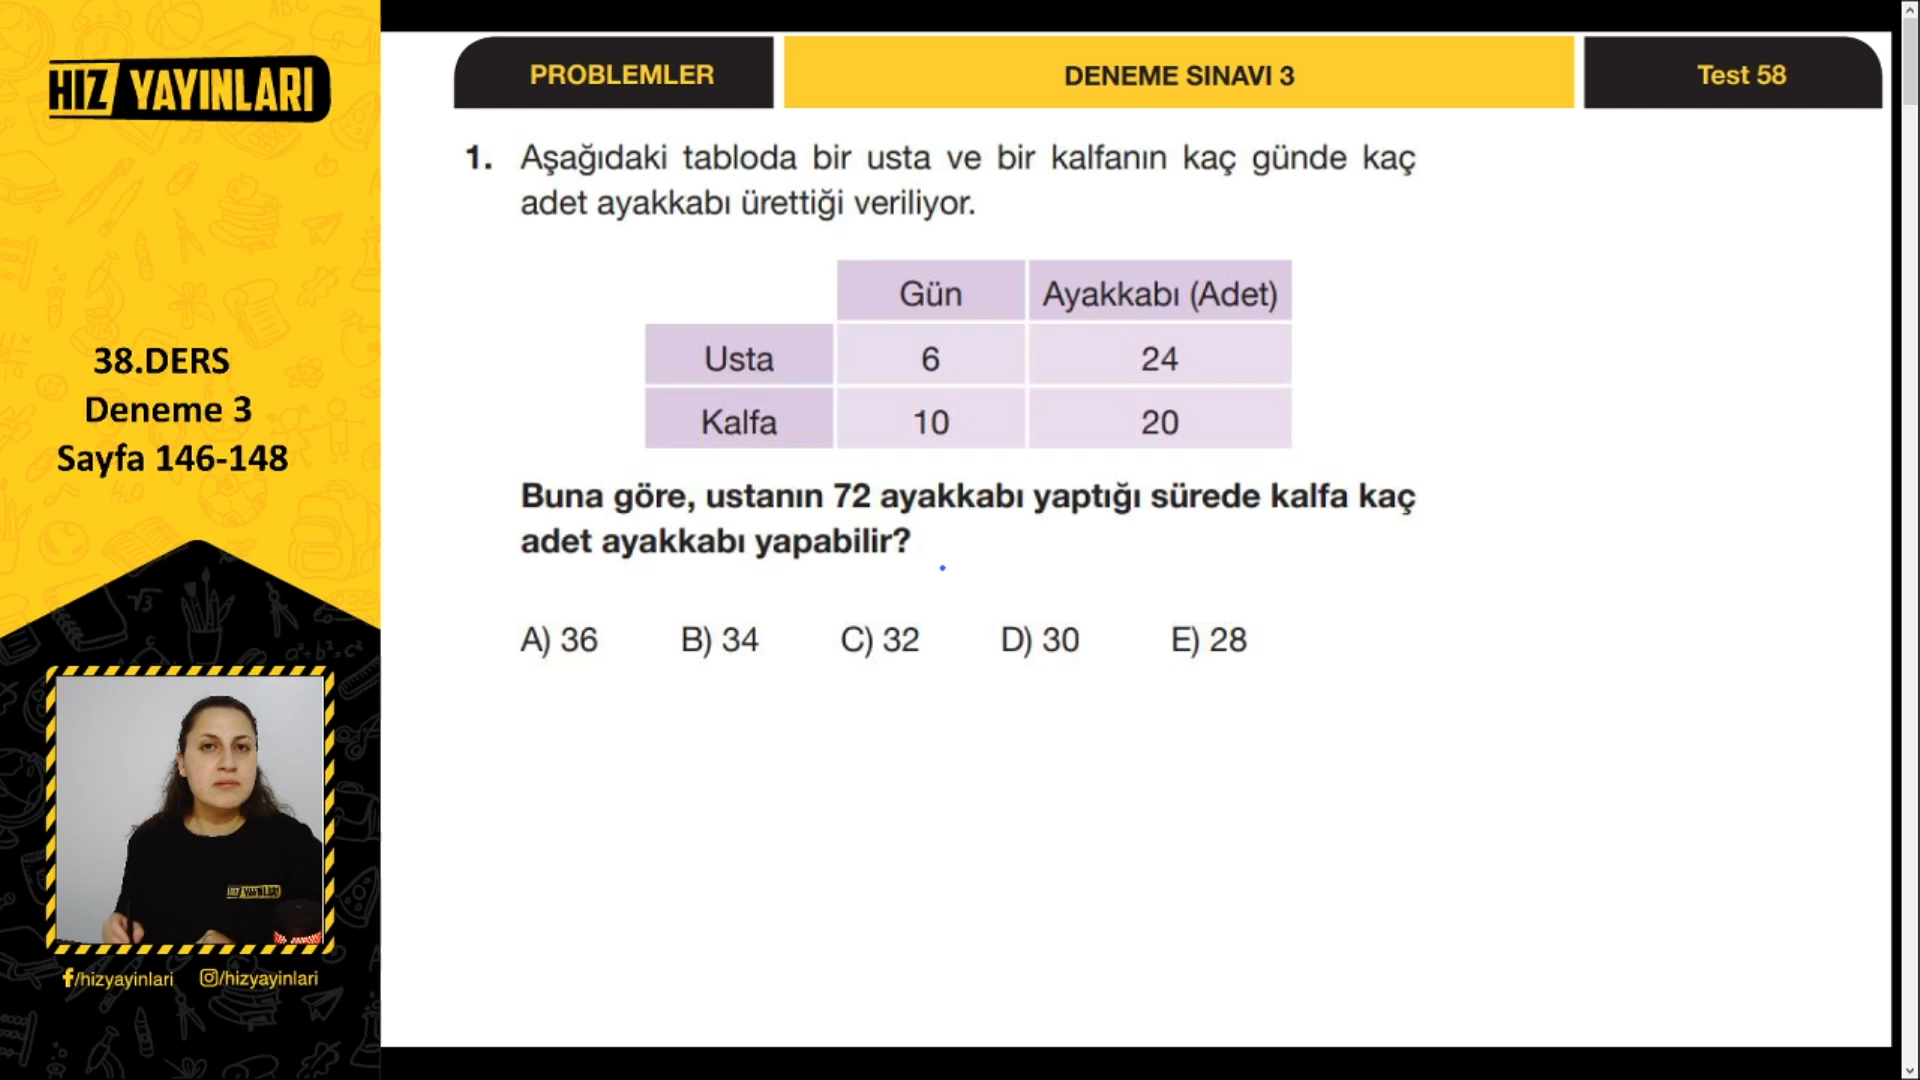 HIZ YAYINLARI
38.DERS
Deneme 3
Sayfa 146-148
HIZ YAYINLARI
f/hizyayinlari /hizyayinlari
PROBLEMLER DENEME SINAVI 3 Test 58
1. Aşağıdaki tabloda bir usta ve bir kalfanın kaç günde kaç
adet ayakkabı ürettiği veriliyor.
Gün Ayakkabı (Adet)
Usta 6 24
Kalfa 10 20
Buna göre, ustanın 72 ayakkabı yaptığı sürede kalfa kaç
adet ayakkabı yapabilir?
A) 36 B) 34 C) 32 D) 30 E) 28